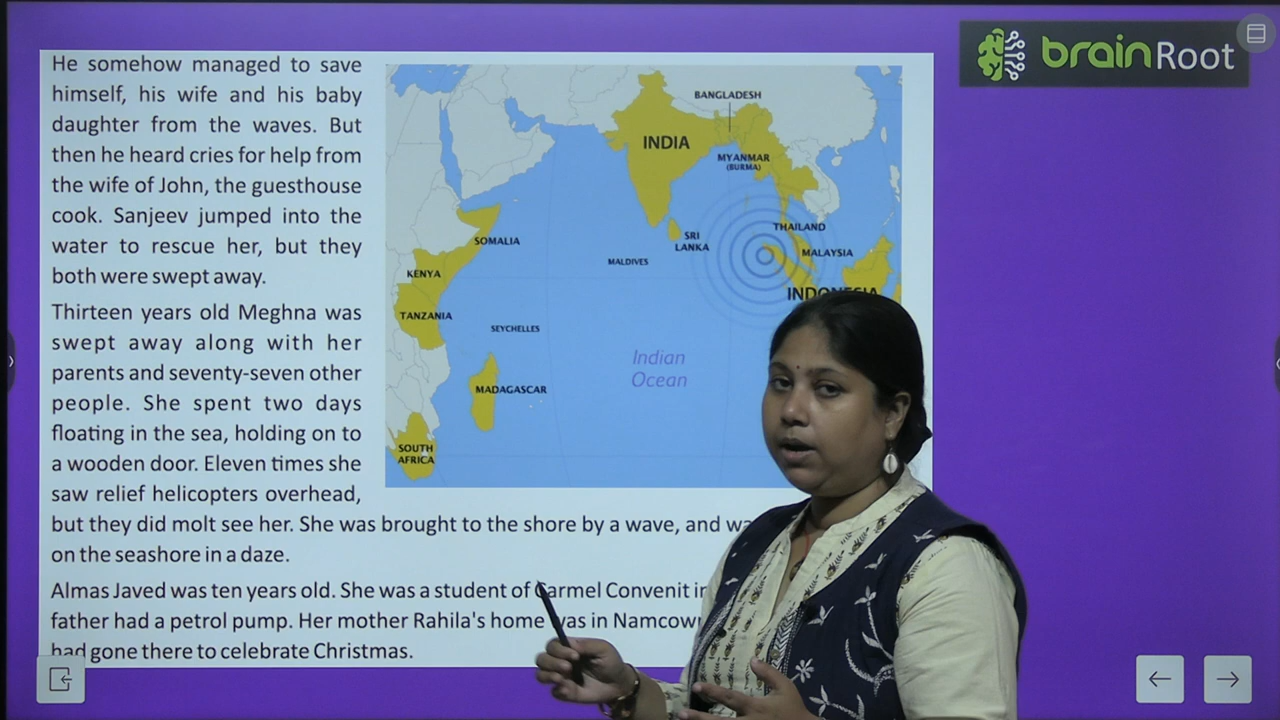 brainRoot
He somehow managed to save
himself, his wife and his baby
daughter from the waves. But
then he heard cries for help from
the wife of John, the guesthouse
cook. Sanjeev jumped into the
water to rescue her, but they
both were swept away.
Thirteen years old Meghna was
swept away along with her
parents and seventy-seven other
people. She spent two days
floating in the sea, holding on to
a wooden door. Eleven times she
saw relief helicopters overhead,
but they did molt see her. She was brought to the shore by a wave, and
on the seashore in a daze.
Almas Javed was ten years old. She was a student of Carmel Convenit
father had a petrol pump. Her mother Rahila's home was in
had gone there to celebrate Christmas.
BANGLADESH
INDIA
MYANMAR
(BURMA)
THAILAND
SRI
LANKA
SOMALIA
MALAYSIA
MALDIVES
KENYA
INDONESIA
TANZANIA
SEYCHELLES
Indian
Ocean
MADAGASCAR
SOUTH
AFRICA